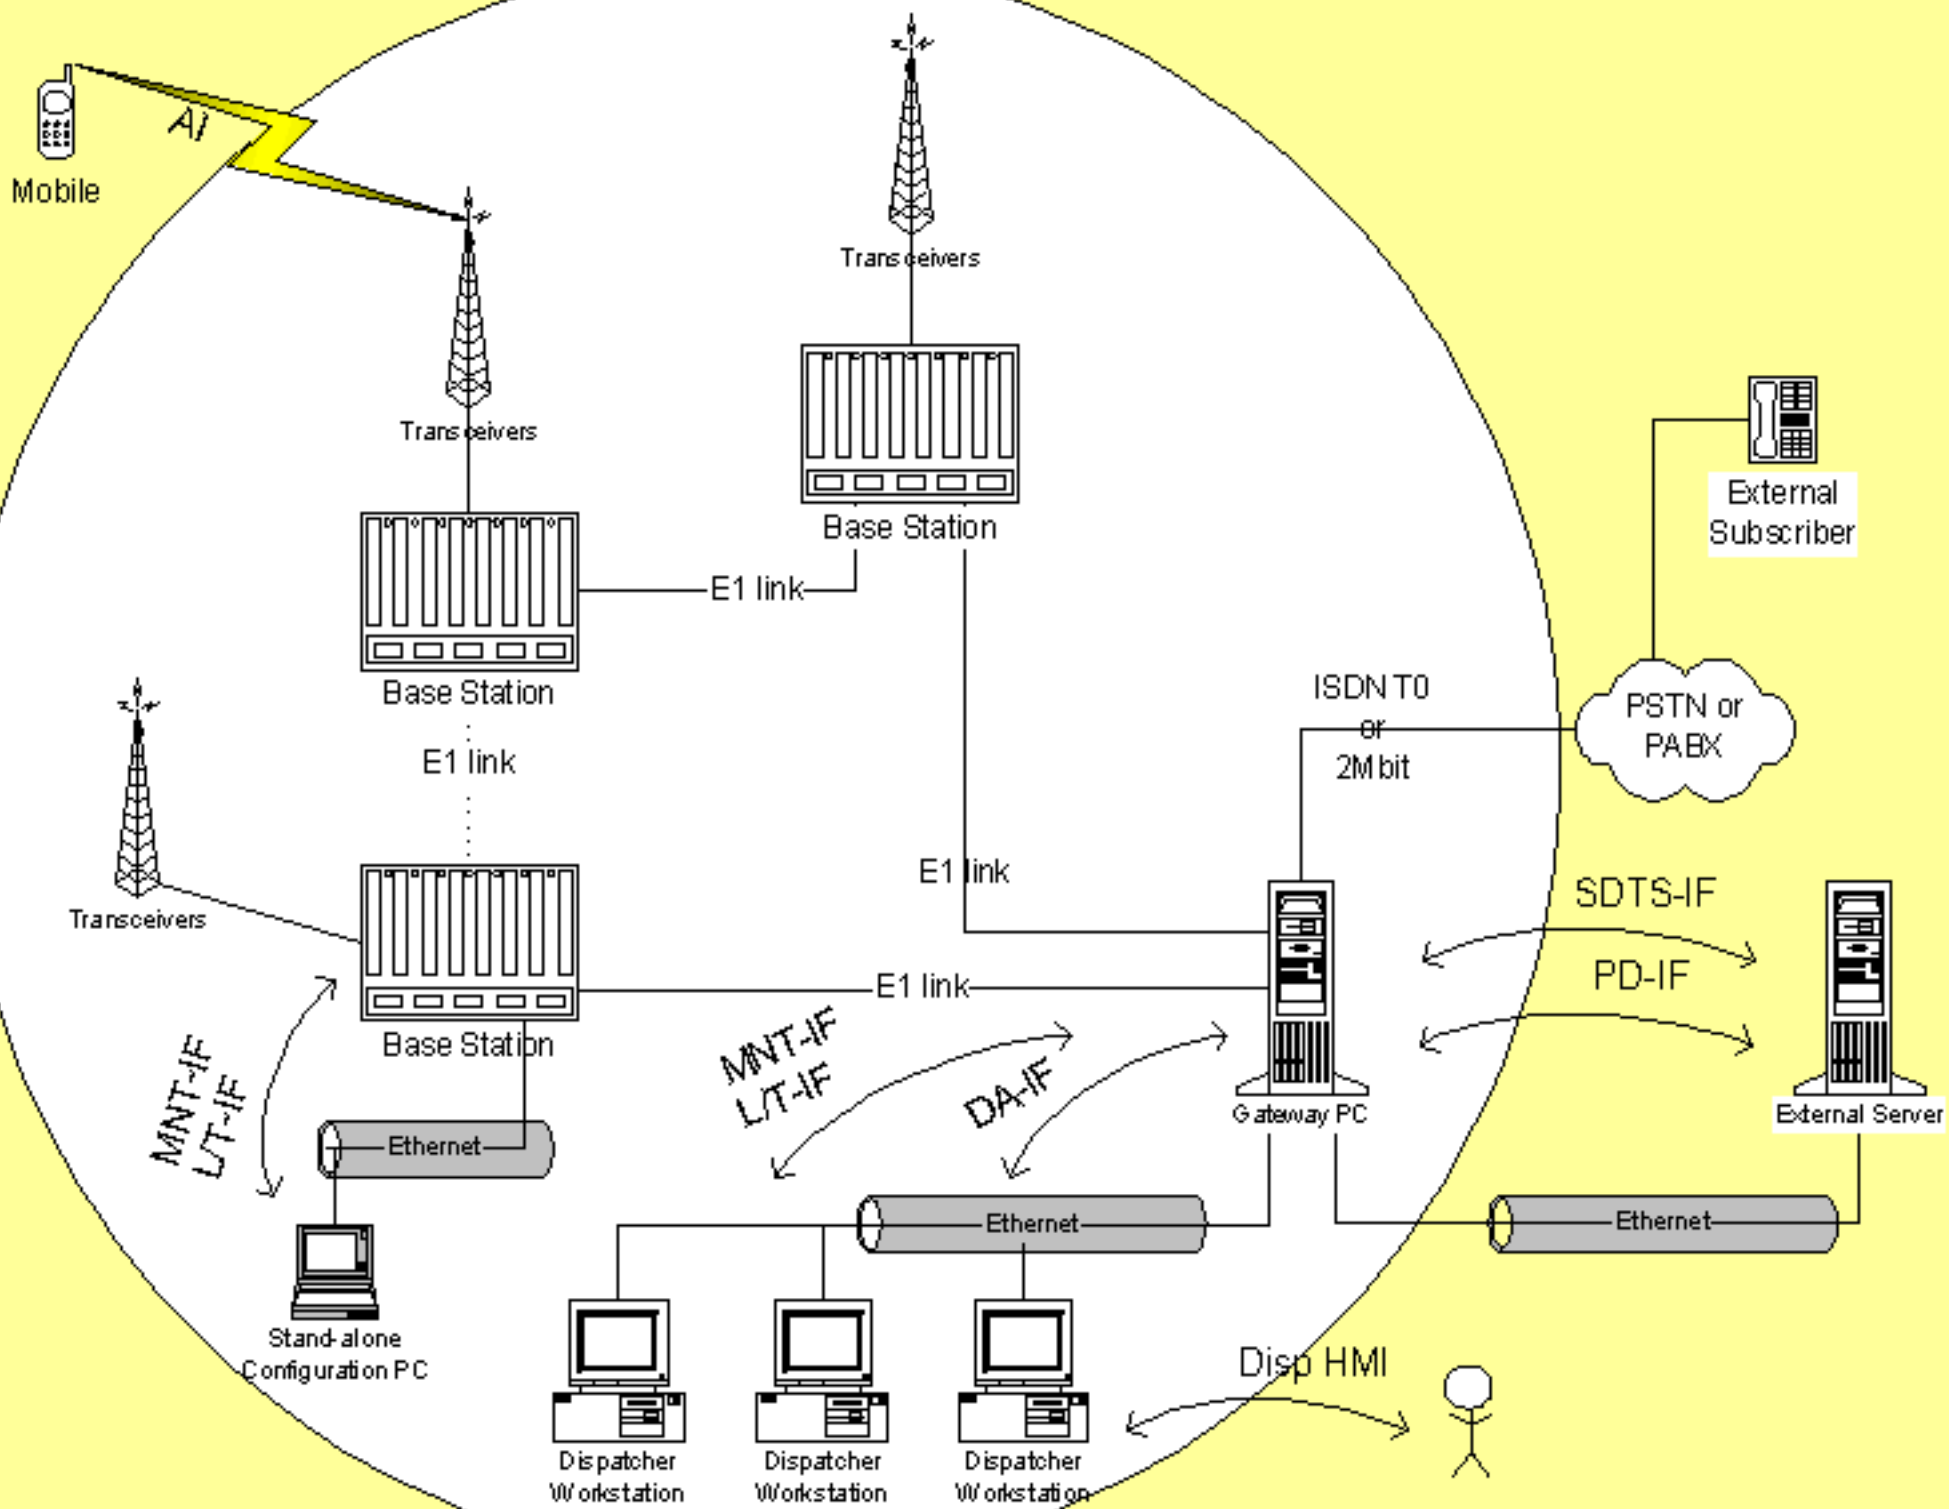 AI
Mobile
Transceivers
Transceivers
Base Station
E1 link
Base Station
E1 link
Transceivers
Base Station
E1 link
E1 link
ISDN T0
or
2Mbit
PSTN or
PABX
External
Subscriber
SDTS-IF
PD-IF
Gateway PC
External Server
MNT-IF
L/T-IF
MNT-IF
L/T-IF
DA-IF
Ethernet
Ethernet
Ethernet
Stand-alone
Configuration PC
Disp HMI
Dispatcher
Workstation
Dispatcher
Workstation
Dispatcher
Workstation